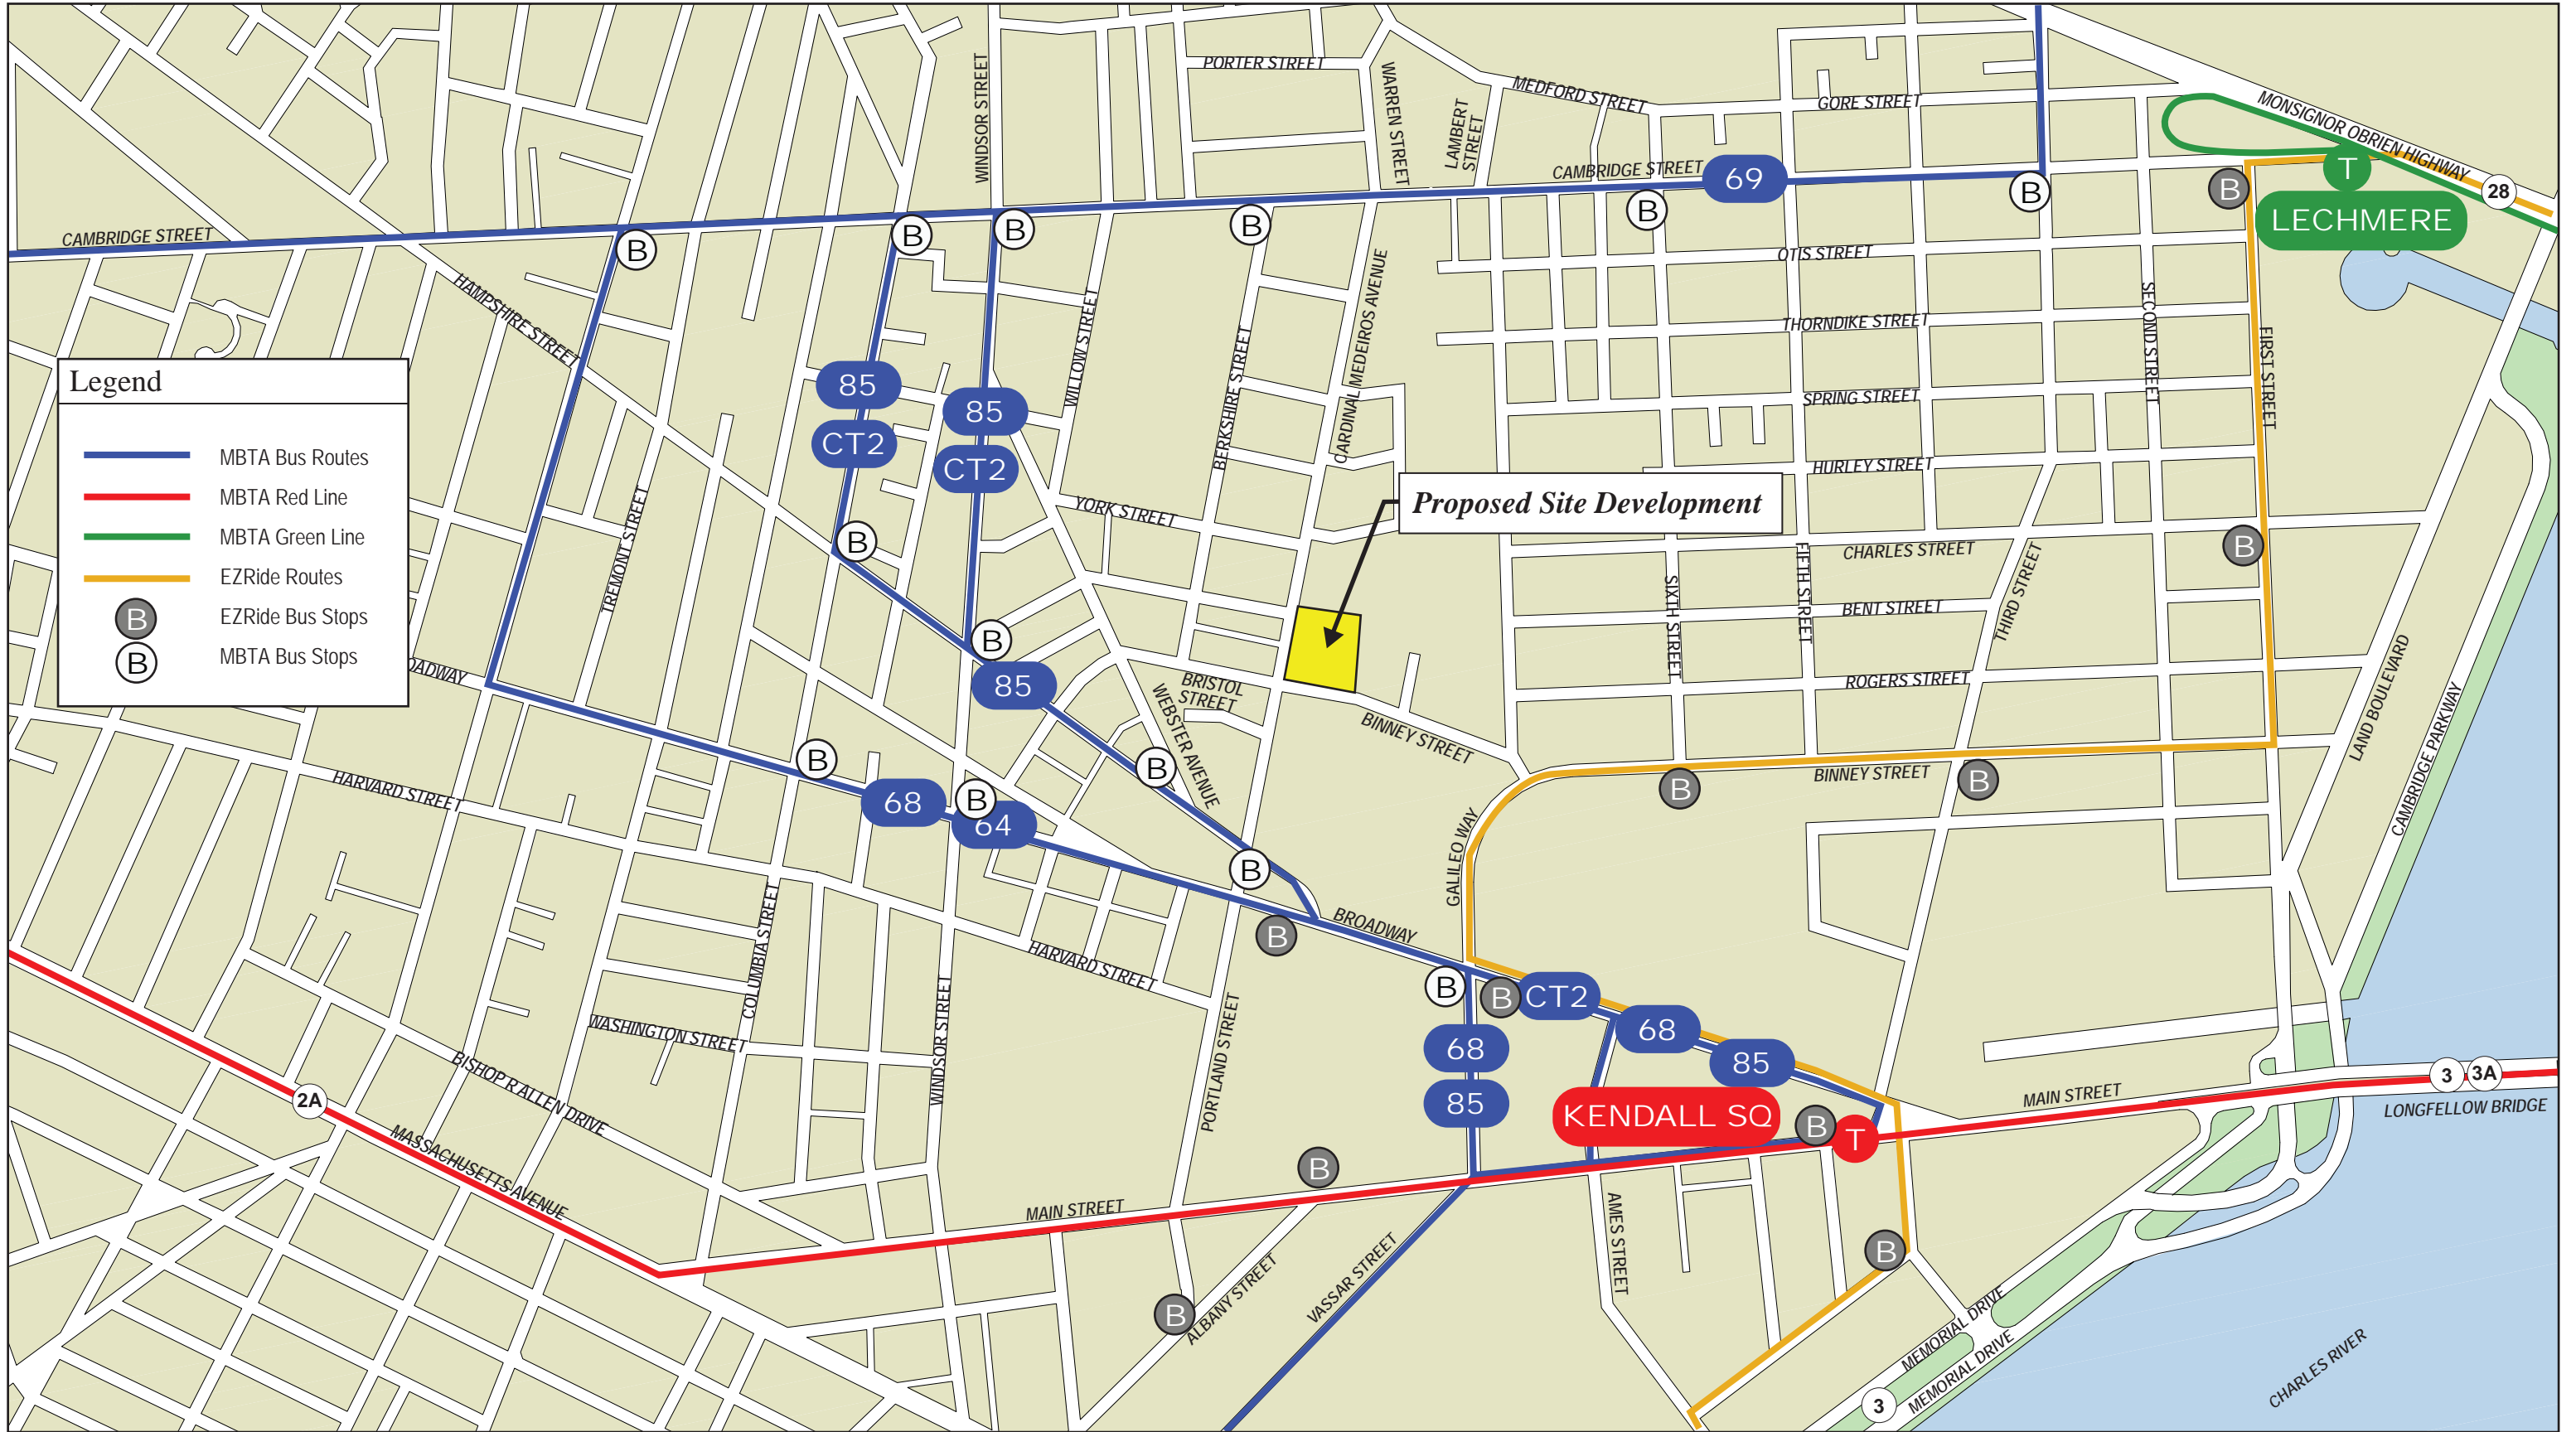 PORTER STREET
WINDSOR STREET
WARREN STREET
LAMBERT
STREET
MEDFORD STREET
GORE STREET
MONSIGNOR OBRIEN HIGHWAY
28
T
LECHMERE
B
CAMBRIDGE STREET
69
B
B
CAMBRIDGE STREET
B
B
B
B
OTIS STREET
HAMPSHIRE STREET
WILLOW STREET
BERKSHIRE STREET
CARDINAL MEDEIROS AVENUE
THORNDIKE STREET
SECOND STREET
FIRST STREET
SPRING STREET
HURLEY STREET
85
CT2
85
CT2
Legend
MBTA Bus Routes
MBTA Red Line
MBTA Green Line
EZRide Routes
B
EZRide Bus Stops
B
MBTA Bus Stops
Proposed Site Development
YORK STREET
TREMONT STREET
B
B
CHARLES STREET
SIXTH STREET
FIFTH STREET
BENT STREET
THIRD STREET
B
85
OADWAY
BRISTOL
STREET
WEBSTER AVENUE
ROGERS STREET
BINNEY STREET
LAND BOULEVARD
CAMBRIDGE PARKWAY
B
B
68
B
64
HARVARD STREET
B
BINNEY STREET
B
GALILEO WAY
B
B
BROADWAY
COLUMBIA STREET
HARVARD STREET
B
B
CT2
68
85
68
85
WINDSOR STREET
PORTLAND STREET
WASHINGTON STREET
BISHOP R ALLEN DRIVE
2A
MASSACHUSETTS AVENUE
KENDALL SQ
B
T
MAIN STREET
3
3A
LONGFELLOW BRIDGE
B
MAIN STREET
AMES STREET
VASSAR STREET
B
ALBANY STREET
B
MEMORIAL DRIVE
MEMORIAL DRIVE
3
CHARLES RIVER